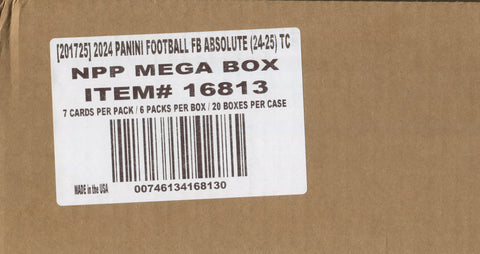 [201725] 2024 PANINI FOOTBALL FB ABSOLUTE (24-25) TC
NPP MEGA BOX
ITEM# 16813
7 CARDS PER PACK / 6 PACKS PER BOX / 20 BOXES PER CASE
MADE in the USA
00746134168130